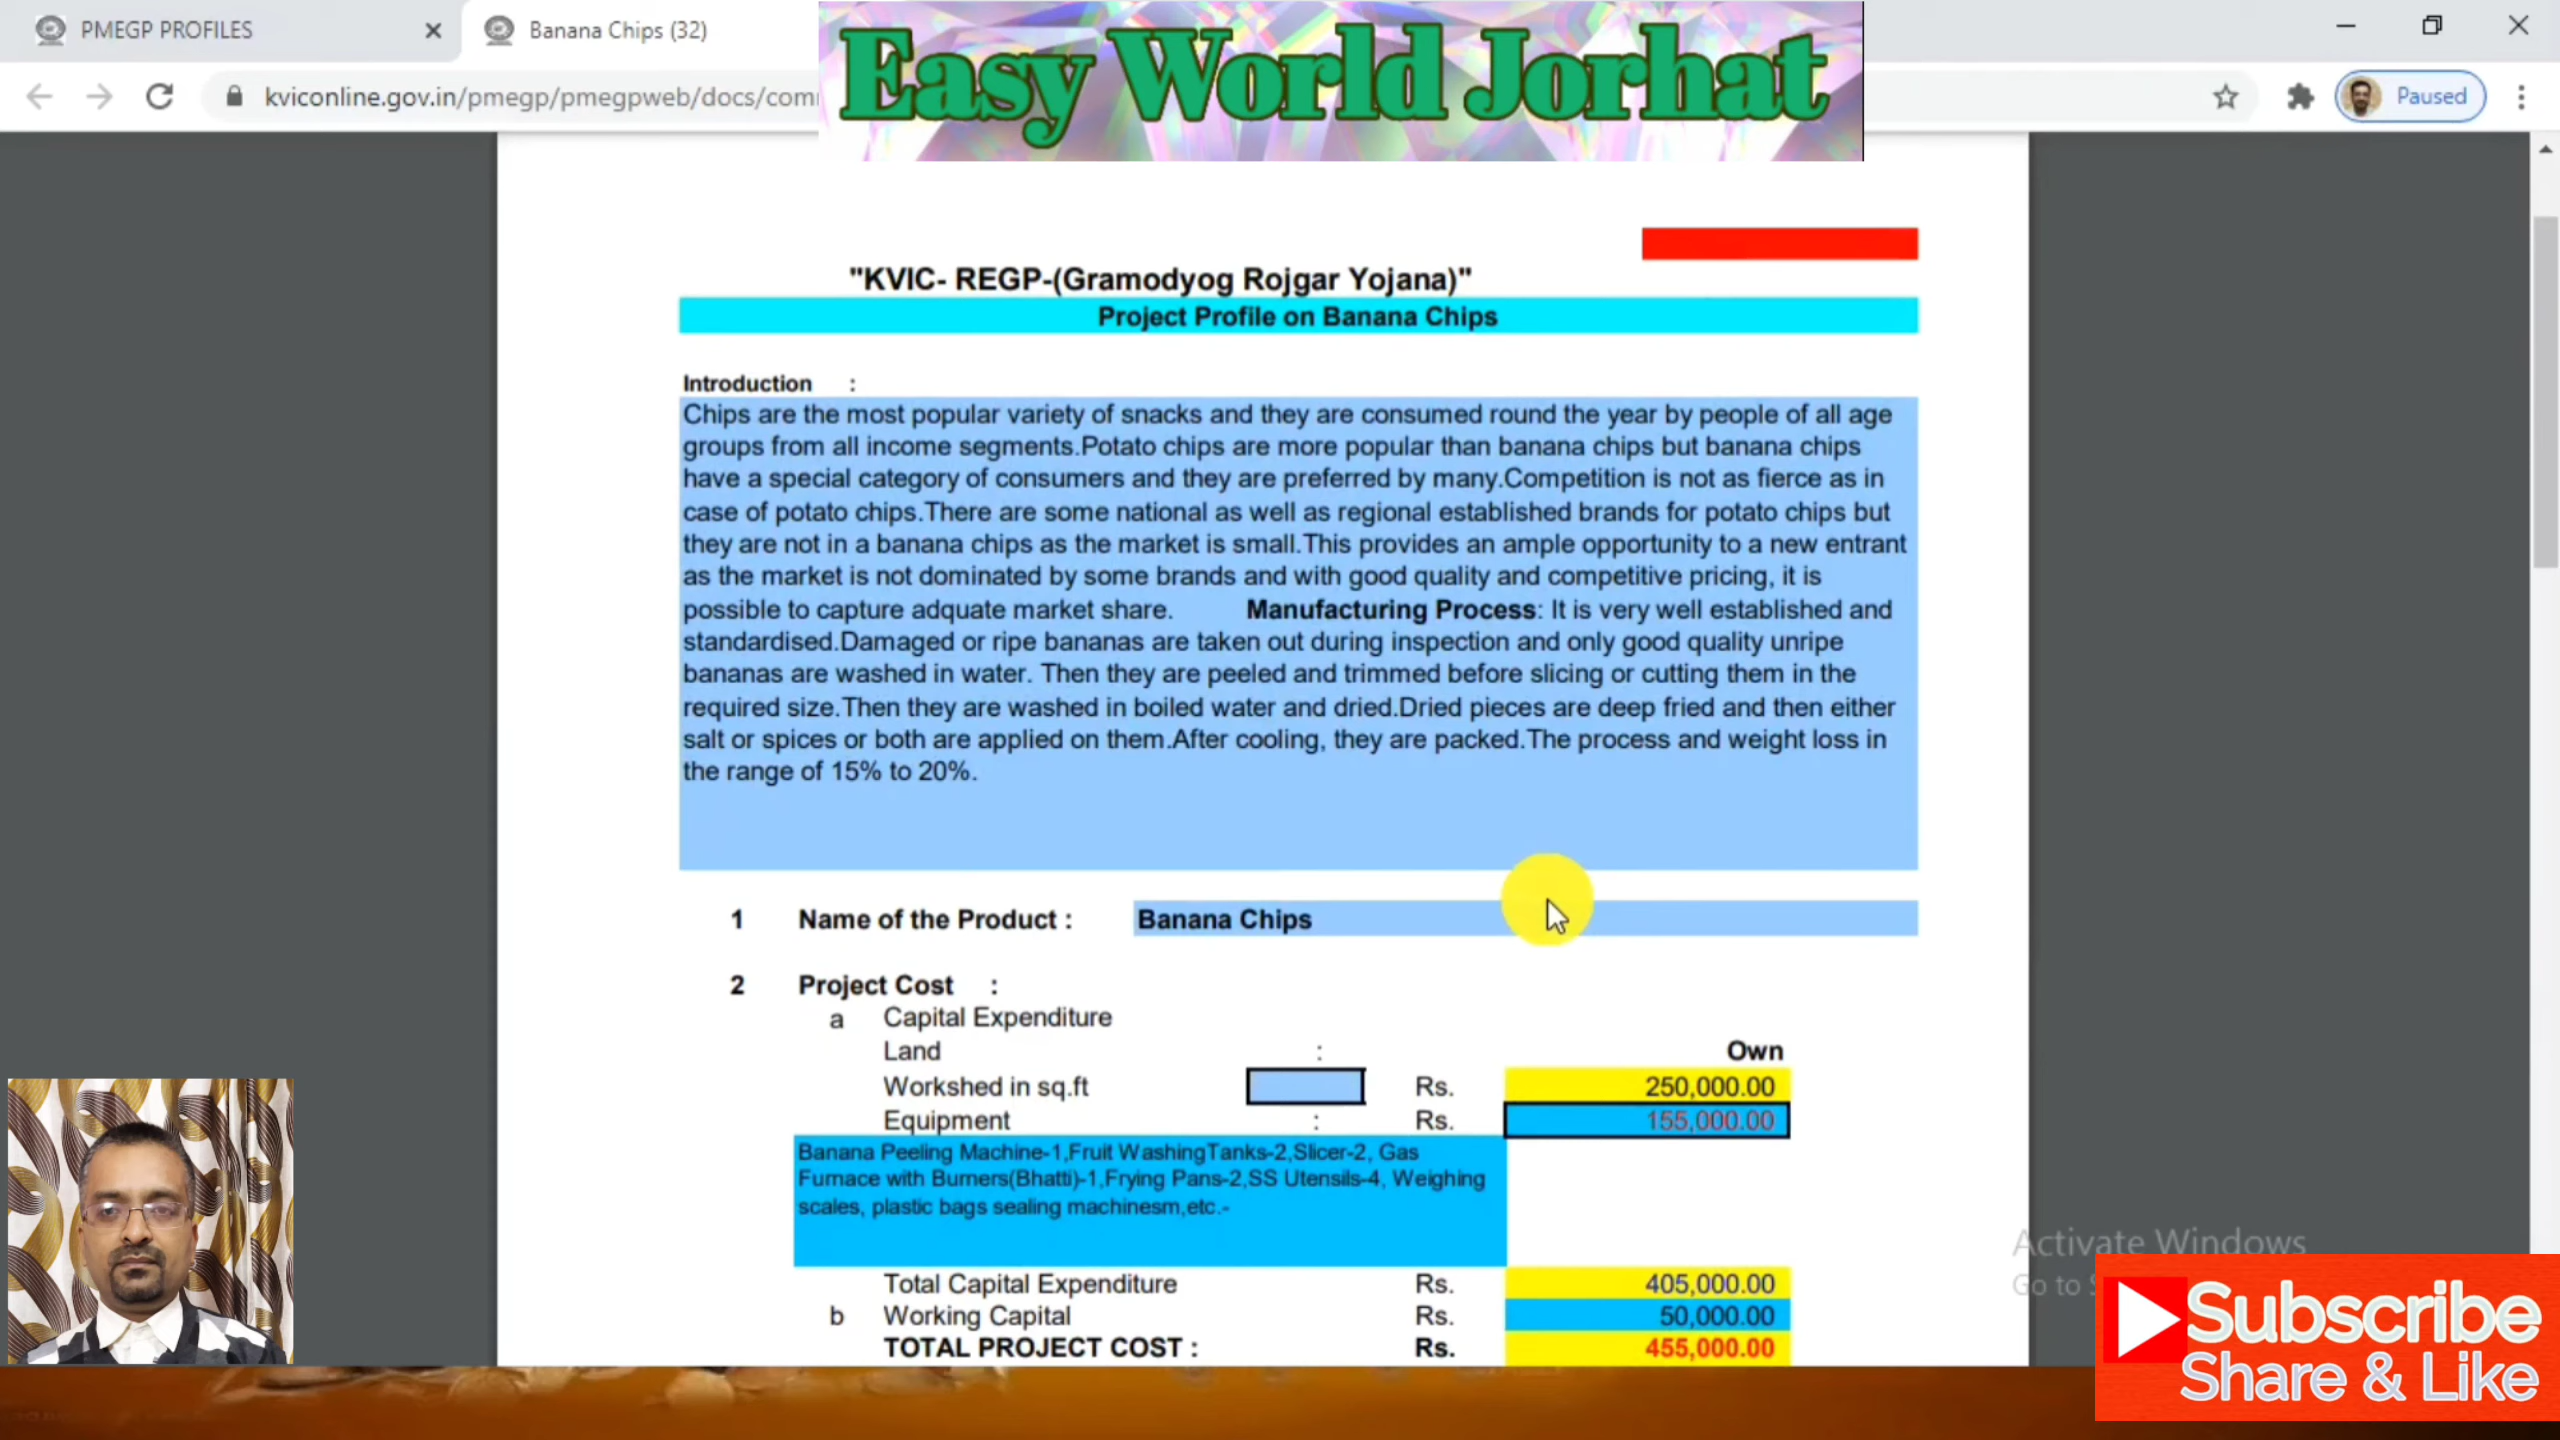 PMEGP PROFILES
Banana Chips (32)
kviconline.gov.in/pmegp/pmegpweb/docs/com
Easy World Jorhat
Paused
"KVIC- REGP-(Gramodyog Rojgar Yojana)"
Project Profile on Banana Chips
Introduction :
Chips are the most popular variety of snacks and they are consumed round the year by people of all age
groups from all income segments.Potato chips are more popular than banana chips but banana chips
have a special category of consumers and they are preferred by many.Competition is not as fierce as in
case of potato chips.There are some national as well as regional established brands for potato chips but
they are not in a banana chips as the market is small.This provides an ample opportunity to a new entrant
as the market is not dominated by some brands and with good quality and competitive pricing, it is
possible to capture adquate market share. Manufacturing Process: It is very well established and
standardised.Damaged or ripe bananas are taken out during inspection and only good quality unripe
bananas are washed in water. Then they are peeled and trimmed before slicing or cutting them in the
required size.Then they are washed in boiled water and dried.Dried pieces are deep fried and then either
salt or spices or both are applied on them.After cooling, they are packed.The process and weight loss in
the range of 15% to 20%.
1 Name of the Product : Banana Chips
2 Project Cost :
a Capital Expenditure
Land : Own
Workshed in sq.ft Rs. 250,000.00
Equipment : Rs. 155,000.00
Banana Peeling Machine-1,Fruit WashingTanks-2,Slicer-2, Gas
Furnace with Burners(Bhatti)-1,Frying Pans-2,SS Utensils-4, Weighing
scales, plastic bags sealing machinesm,etc.-
Total Capital Expenditure Rs. 405,000.00
b Working Capital Rs. 50,000.00
TOTAL PROJECT COST : Rs. 455,000.00
Activate Windows
Go to
Subscribe
Share & Like